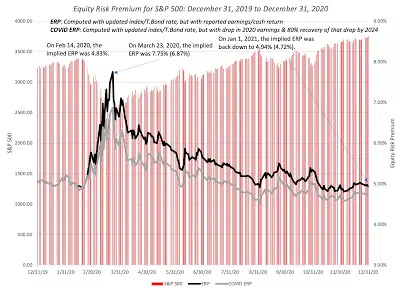 Equity Risk Premium for S&P 500: December 31, 2019 to December 31, 2020
ERP: Computed with updated index/T.Bond rate, but with reported earnings/cash return
COVID ERP: Computed with updated index/T.Bond rate, but with drop in 2020 earnings & 80% recovery of that drop by 2024
On Feb 14, 2020, the
implied ERP was
4.83%.
On March 23, 2020, the implied
ERP was 7.75% (6.87%)
On Jan 1, 2021, the implied ERP was
back down to 4.94% (4.72%).
4000.00
3500.00
3000.00
2500.00
2000.00
1500.00
1000.00
500.00
0.00
S&P 500
8.00%
7.00%
6.00%
5.00%
4.00%
3.00%
2.00%
Equity Risk Premium
12/31/19
1/31/20
2/29/20
3/31/20
4/30/20
5/31/20
6/30/20
7/31/20
8/31/20
9/30/20
10/31/20
11/30/20
12/31/20
S&P 500
ERP
COVID ERP